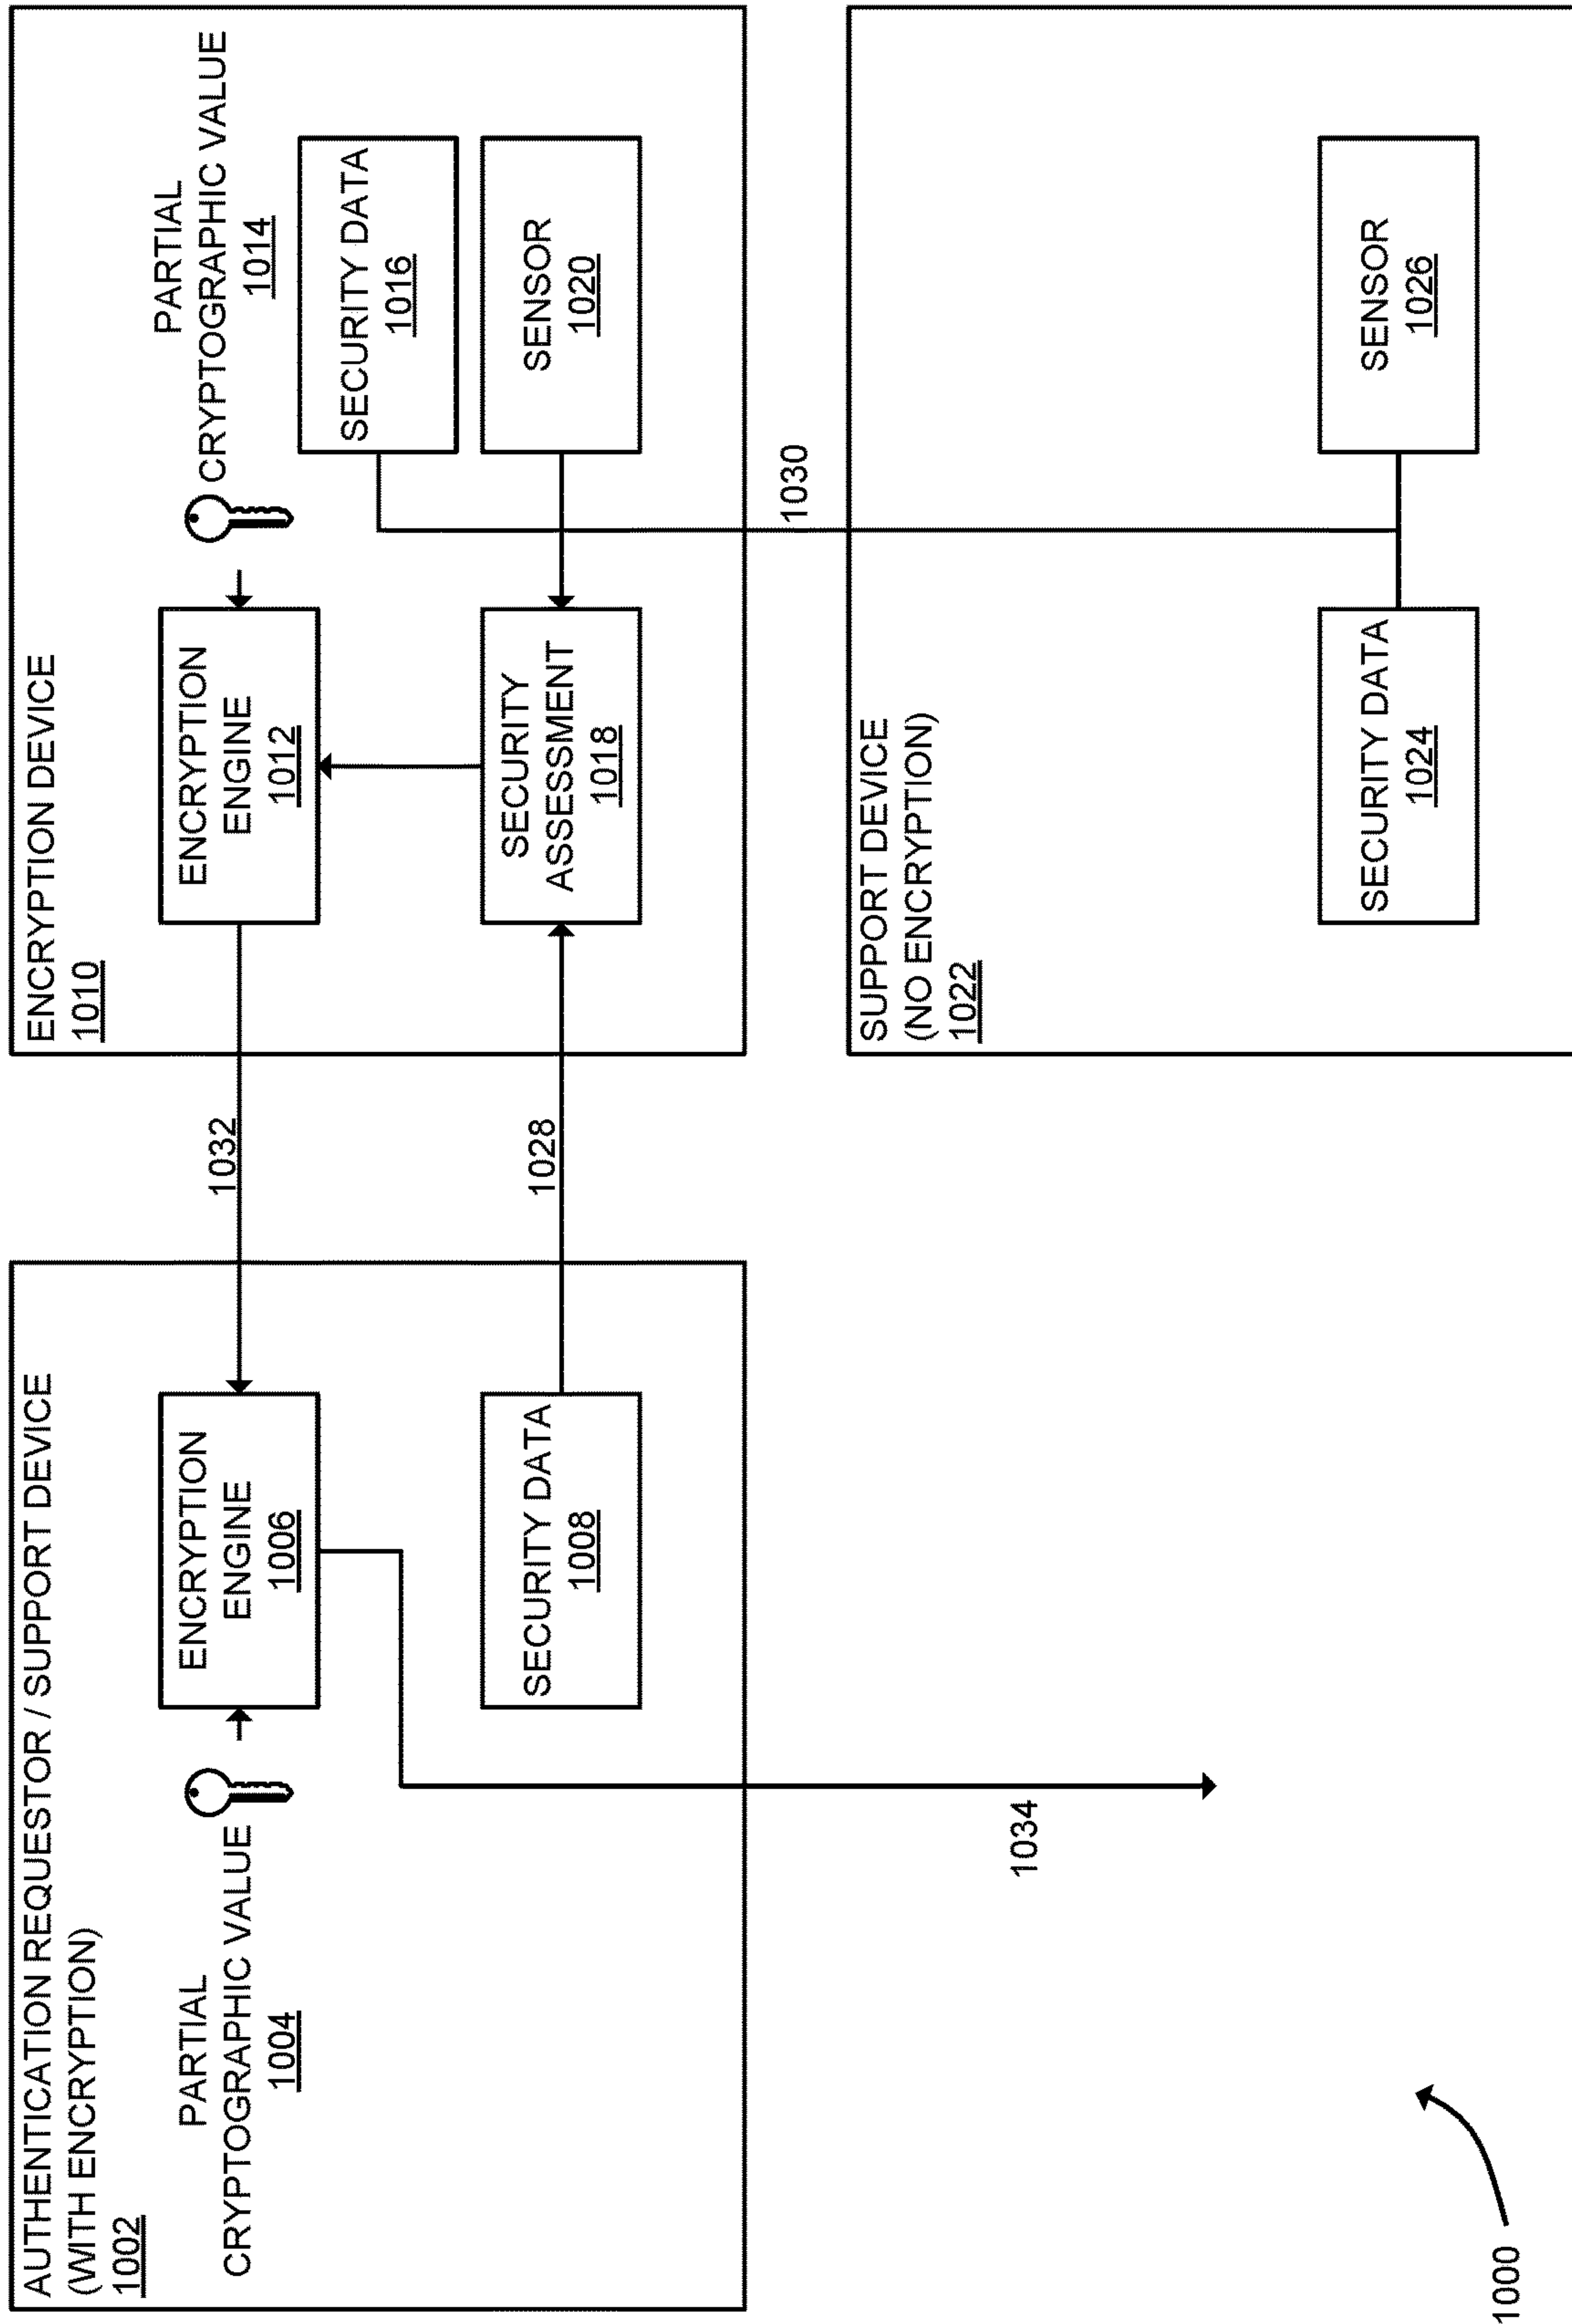 AUTHENTICATION REQUESTOR / SUPPORT DEVICE
(WITH ENCRYPTION)
1002
PARTIAL
CRYPTOGRAPHIC VALUE
1004
ENCRYPTION
ENGINE
1006
SECURITY DATA
1008
1032
1028
1034
ENCRYPTION DEVICE
1010
ENCRYPTION
ENGINE
1012
PARTIAL
CRYPTOGRAPHIC VALUE
1014
SECURITY DATA
1016
SECURITY
ASSESSMENT
1018
SENSOR
1020
1030
SUPPORT DEVICE
(NO ENCRYPTION)
1022
SECURITY DATA
1024
SENSOR
1026
1000